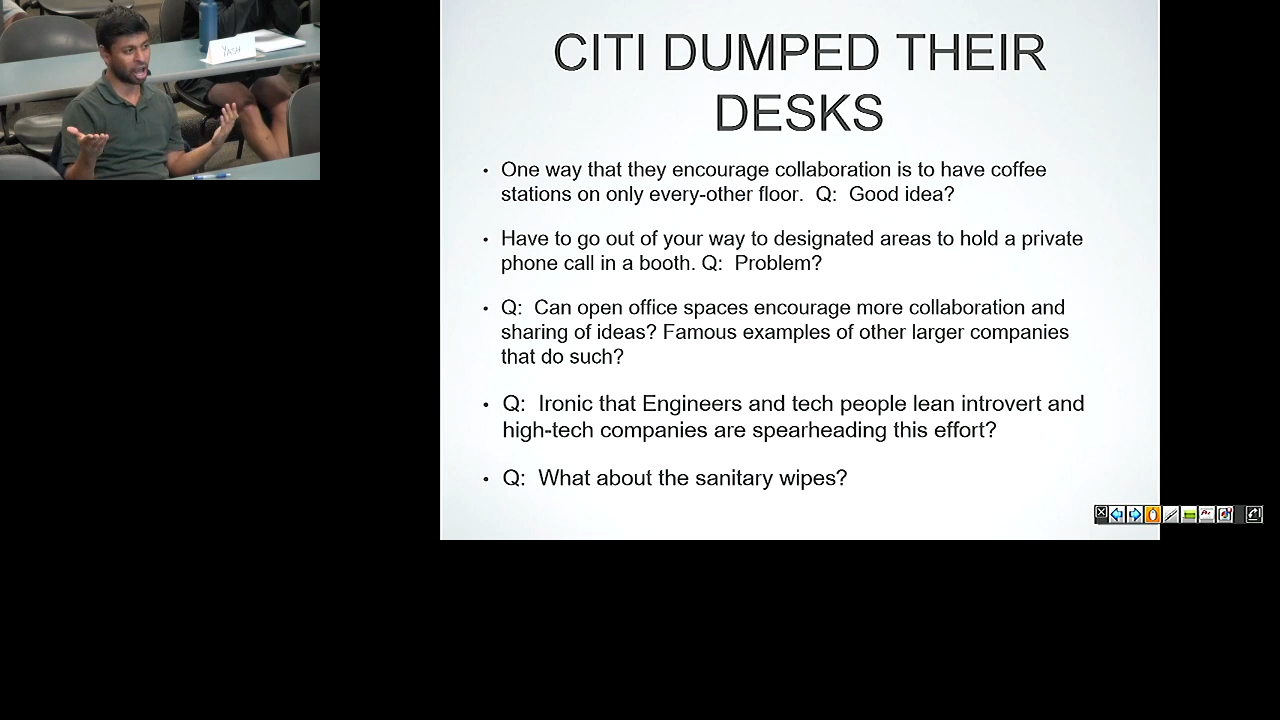 YASH
CITI DUMPED THEIR
DESKS
• One way that they encourage collaboration is to have coffee
stations on only every-other floor.  Q:  Good idea?
• Have to go out of your way to designated areas to hold a private
phone call in a booth. Q:  Problem?
• Q:  Can open office spaces encourage more collaboration and
sharing of ideas? Famous examples of other larger companies
that do such?
• Q:  Ironic that Engineers and tech people lean introvert and
high-tech companies are spearheading this effort?
• Q:  What about the sanitary wipes?